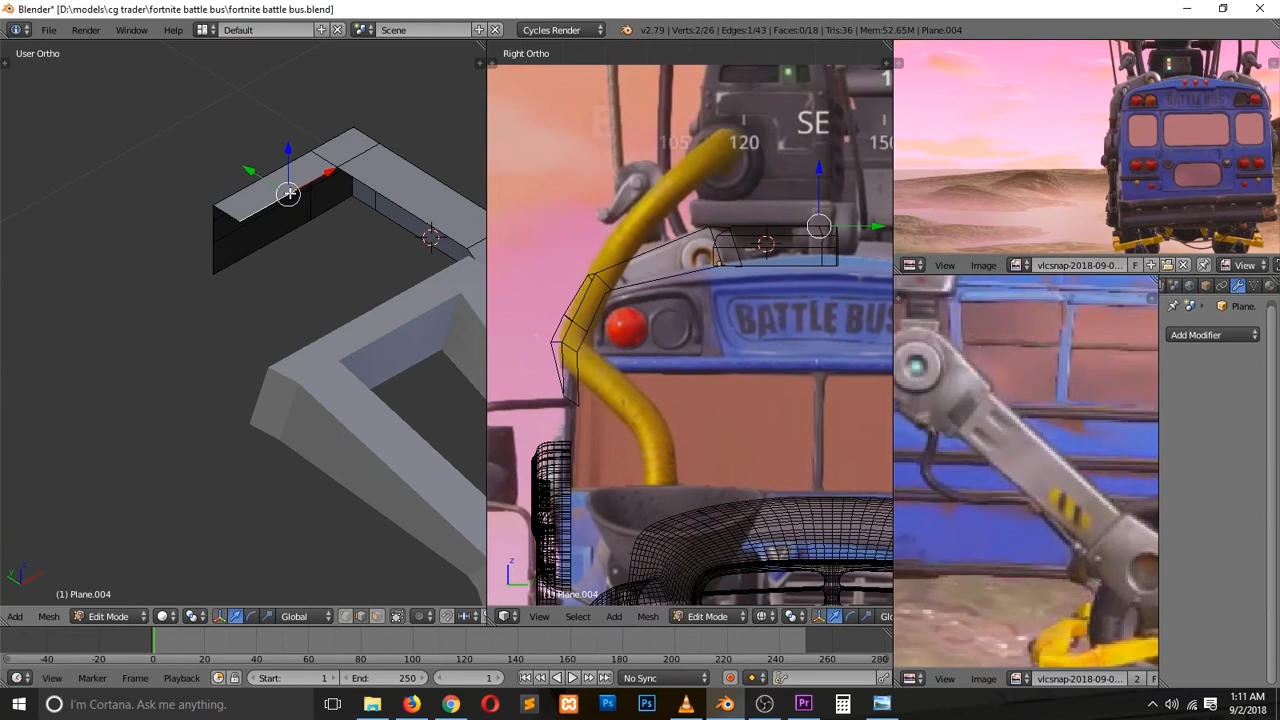 Blender* [D:\models\cg trader\fortnite battle bus\fortnite battle bus.blend]
File Render Window Help Default Scene Cycles Render v2.79 | Verts:2/26 | Edges:1/43 | Faces:0/18 | Tris:36 | Mem:52.65M | Plane.004
User Ortho
Right Ortho
BATTLE BUS
SE
105 120 150
BATTLE BUS
View Image vlcsnap-2018-09-0... F View
Plane.
Add Modifier
(1) Plane.004
Plane.004
z
Add Mesh Edit Mode Global
View Select Add Mesh Edit Mode
-40 -20 0 20 40 60 80 100 120 140 160 180 200 220 240 260 280
View Marker Frame Playback Start: 1 End: 250 1 No Sync
View Image vlcsnap-2018-09-0... 2 F
I'm Cortana. Ask me anything.
1:11 AM
9/2/2018